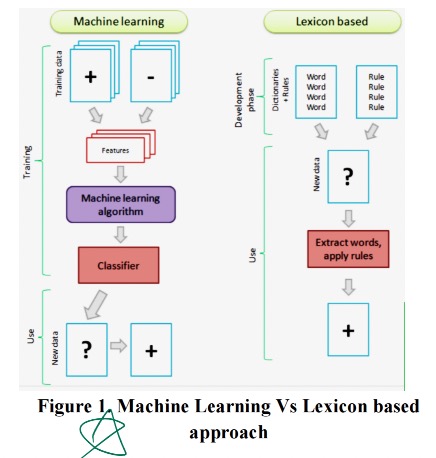 Machine learning
Lexicon based
Training
Training data
+
-
Features
Machine learning
algorithm
Classifier
Use
New data
?
+
Development
phase
Dictionaries
+ Rules
Word
Word
Word
Word
Rule
Rule
Rule
Rule
Use
New data
?
Extract words,
apply rules
+
Figure 1. Machine Learning Vs Lexicon based
approach